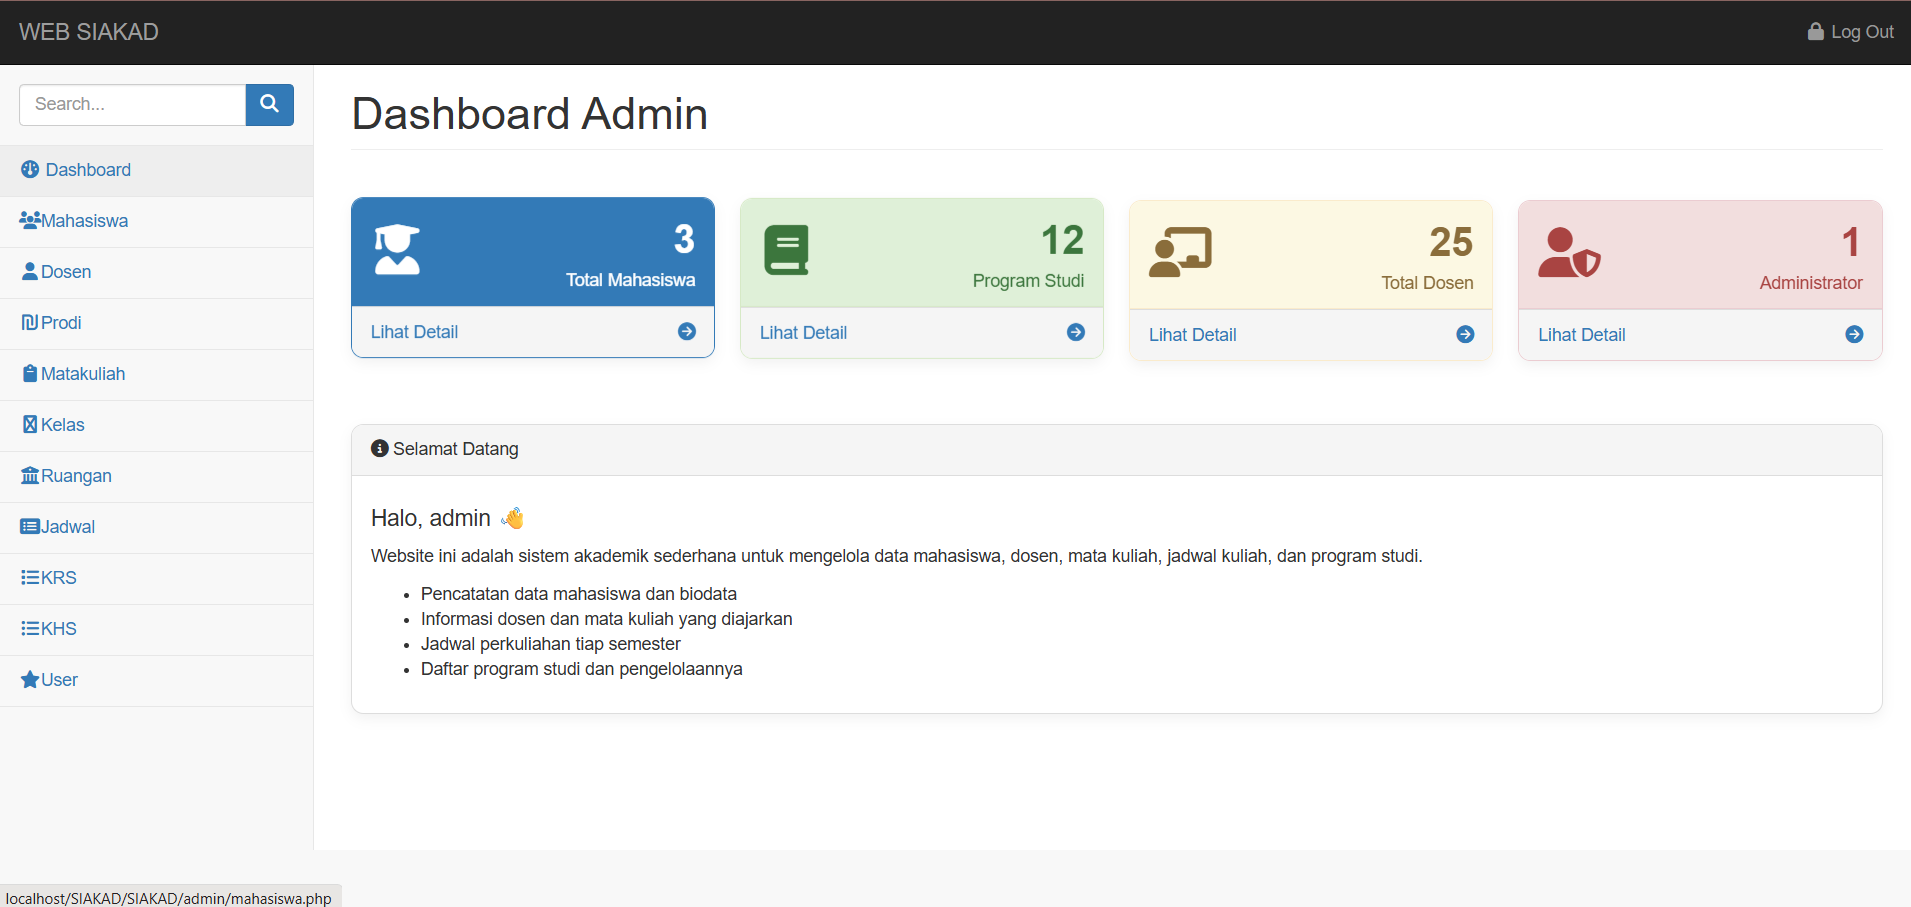 WEB SIAKAD
Log Out
Search...
Dashboard
Mahasiswa
Dosen
Prodi
Matakuliah
Kelas
Ruangan
Jadwal
KRS
KHS
User
Dashboard Admin
3
Total Mahasiswa
Lihat Detail
12
Program Studi
Lihat Detail
25
Total Dosen
Lihat Detail
1
Administrator
Lihat Detail
Selamat Datang
Halo, admin 👋
Website ini adalah sistem akademik sederhana untuk mengelola data mahasiswa, dosen, mata kuliah, jadwal kuliah, dan program studi.
• Pencatatan data mahasiswa dan biodata
• Informasi dosen dan mata kuliah yang diajarkan
• Jadwal perkuliahan tiap semester
• Daftar program studi dan pengelolaannya
localhost/SIAKAD/SIAKAD/admin/mahasiswa.php